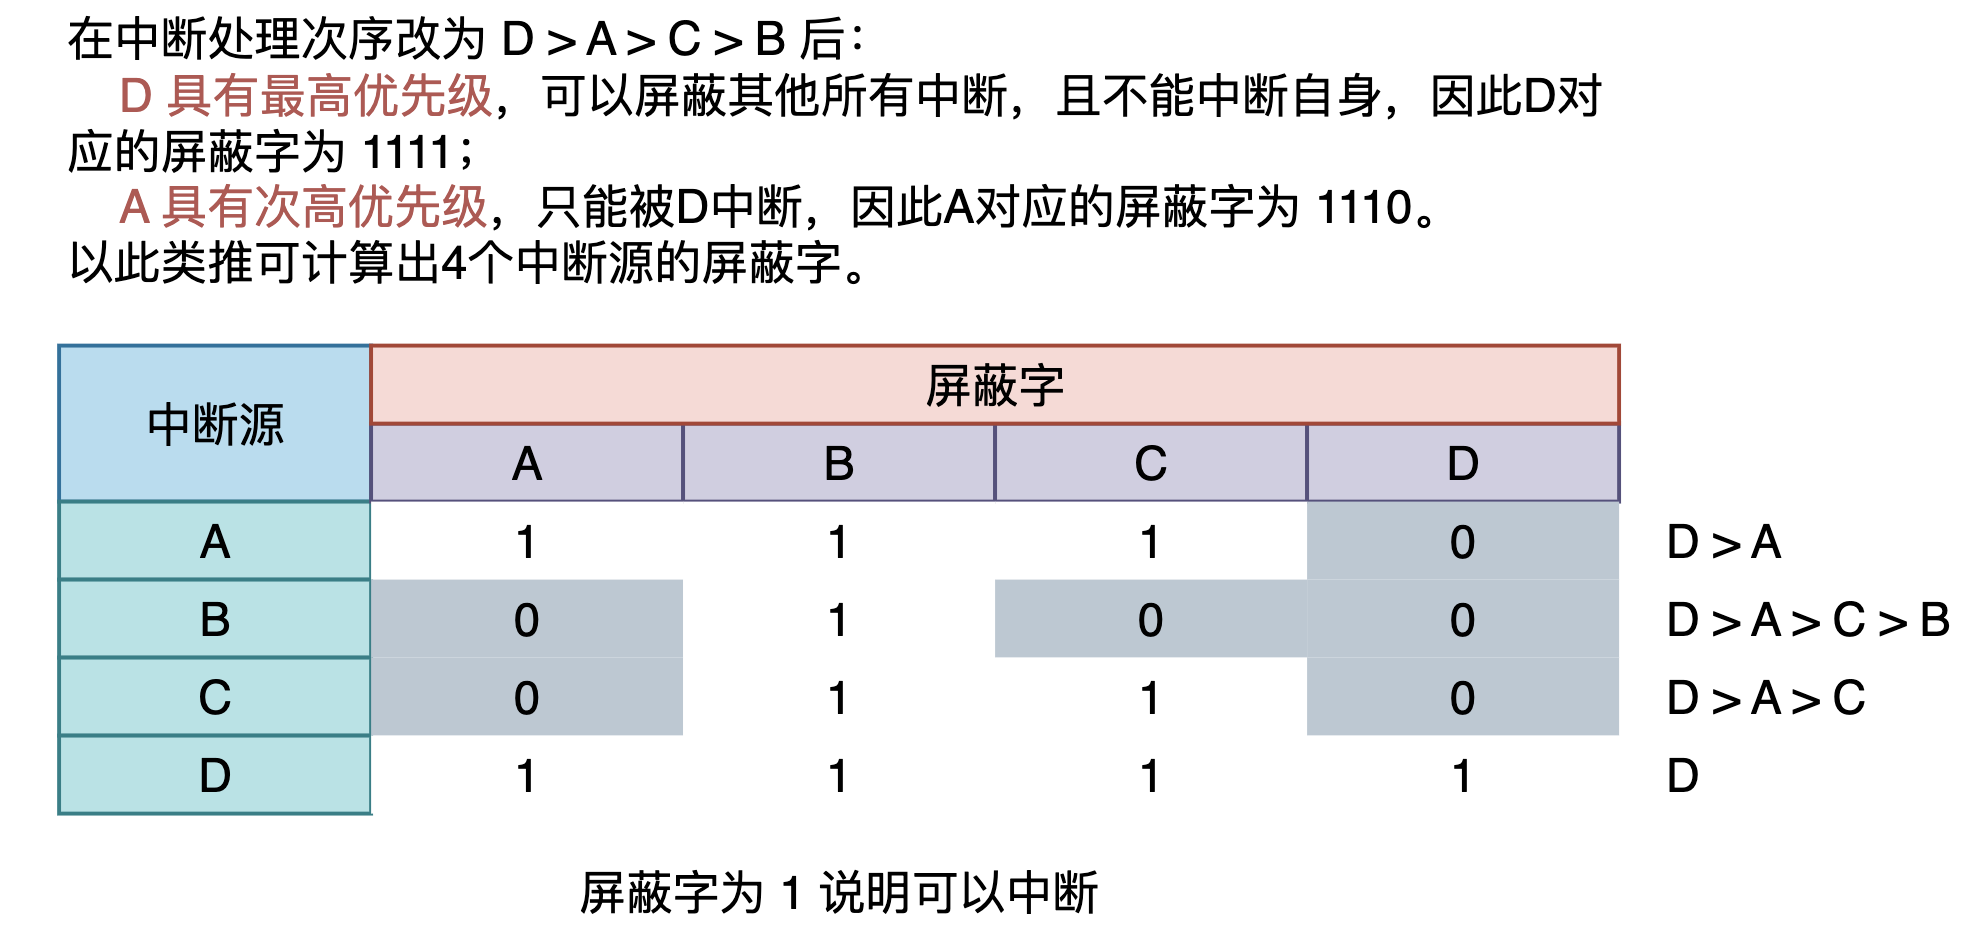 在中断处理次序改为 D > A > C > B 后：
D 具有最高优先级，可以屏蔽其他所有中断，且不能中断自身，因此D对
应的屏蔽字为 1111；
A 具有次高优先级，只能被D中断，因此A对应的屏蔽字为 1110。
以此类推可计算出4个中断源的屏蔽字。
中断源 屏蔽字
A B C D
A 1 1 1 0 D > A
B 0 1 0 0 D > A > C > B
C 0 1 1 0 D > A > C
D 1 1 1 1 D
屏蔽字为 1 说明可以中断